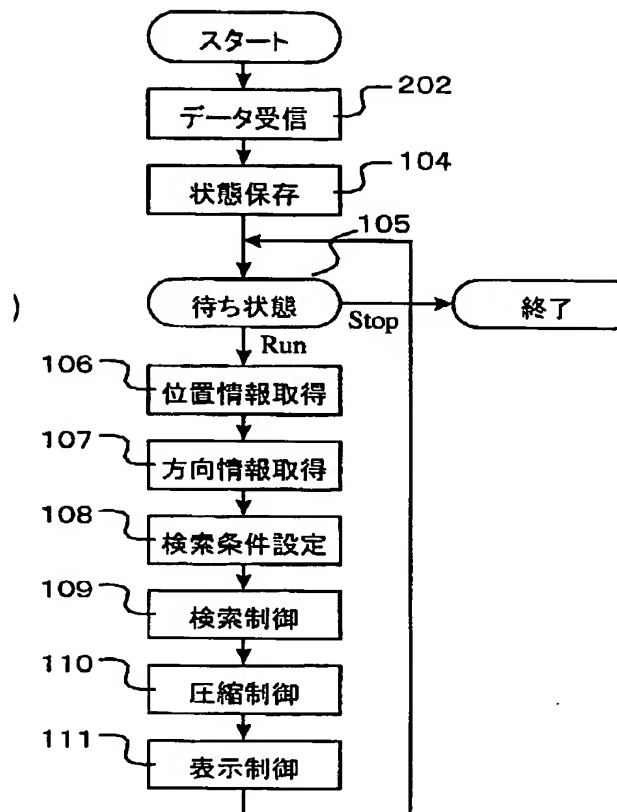 スタート
202
データ受信
104
状態保存
105
)
待ち状態
Stop
終了
Run
106
位置情報取得
107
方向情報取得
108
検索条件設定
109
検索制御
110
圧縮制御
111
表示制御